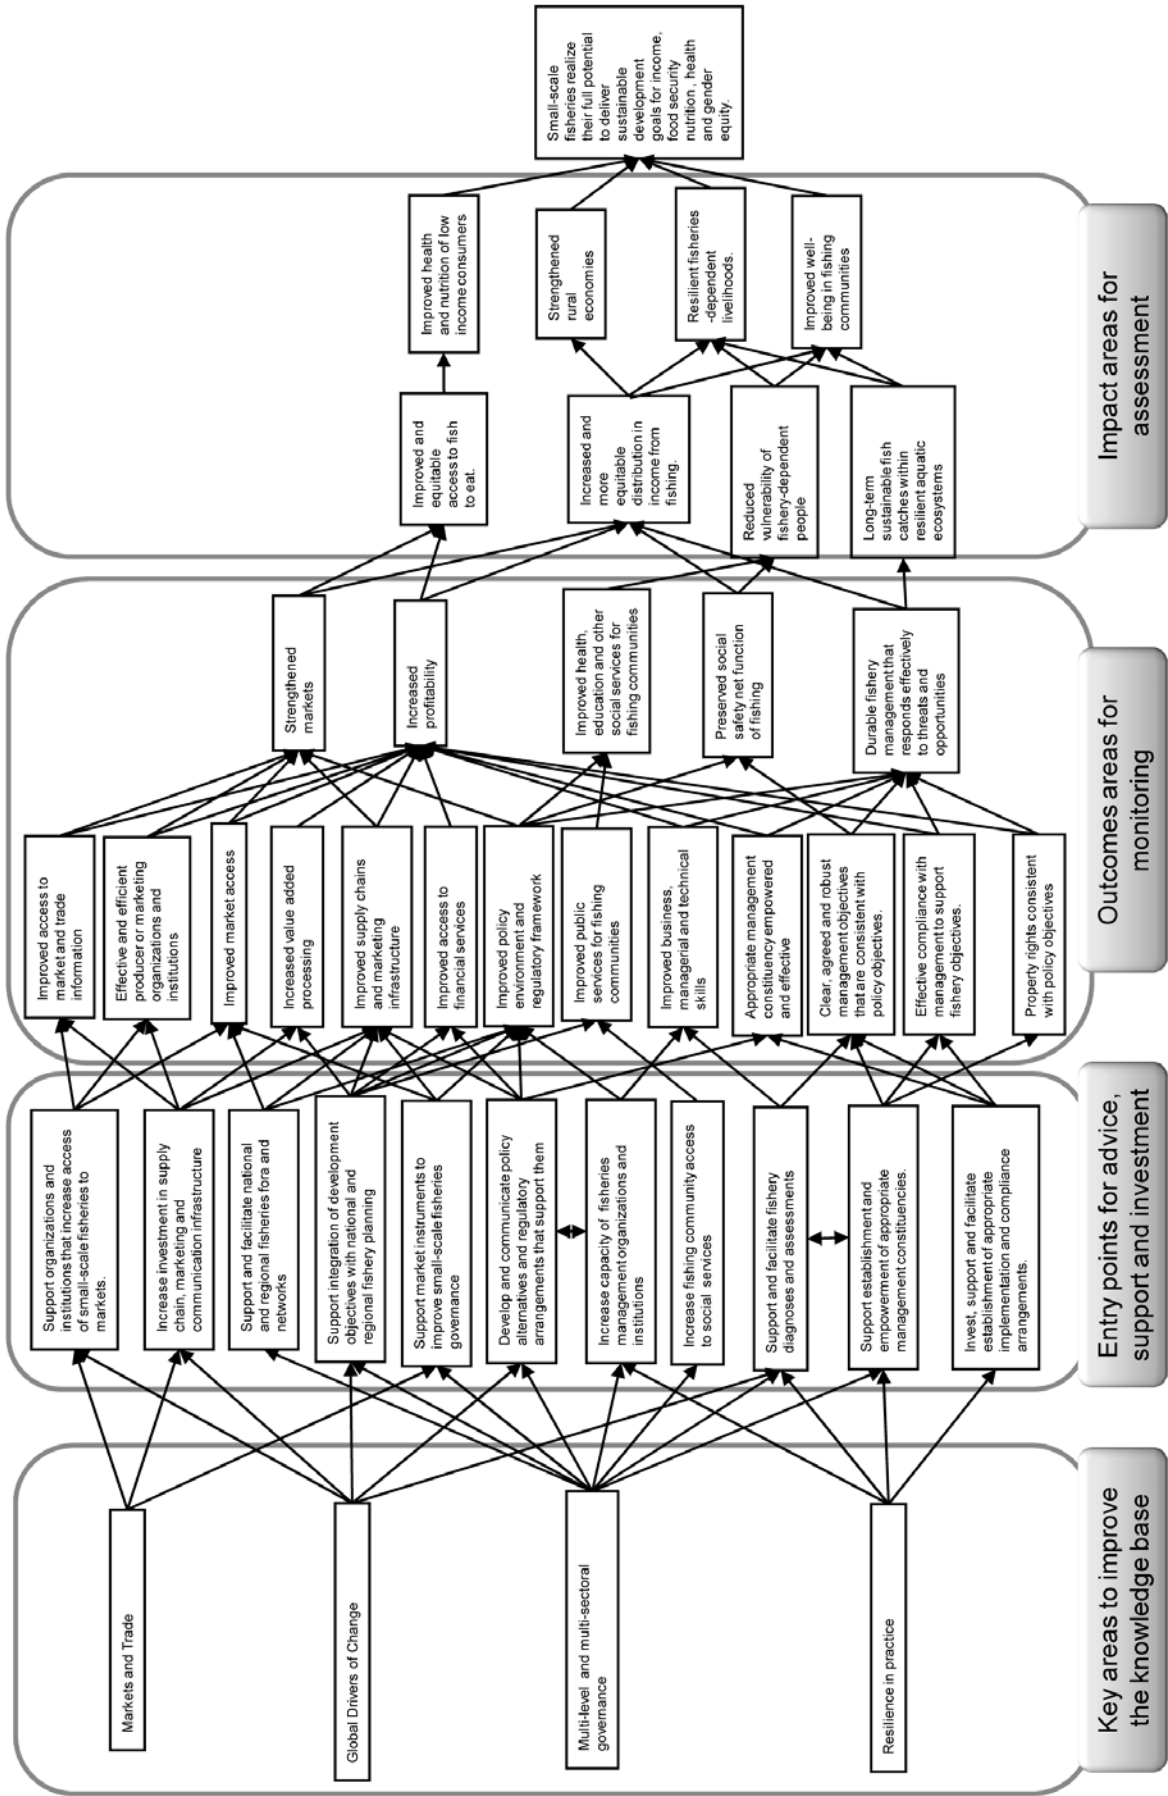 Markets and Trade
Global Drivers of Change
Multi-level and multi-sectoral
governance
Resilience in practice
Key areas to improve
the knowledge base
Support organizations and
institutions that increase access
of small-scale fisheries to
markets.
Increase investment in supply
chain, marketing and
communication infrastructure
Support and facilitate national
and regional fisheries fora and
networks
Support integration of development
objectives with national and
regional fishery planning
Support market instruments to
improve small-scale fisheries
governance
Develop and communicate policy
alternatives and regulatory
arrangements that support them
Increase capacity of fisheries
management organizations and
institutions
Increase fishing community access
to social services
Support and facilitate fishery
diagnoses and assessments
Support establishment and
empowerment of appropriate
management constituencies.
Invest, support and facilitate
establishment of appropriate
implementation and compliance
arrangements.
Entry points for advice,
support and investment
Improved access to
market and trade
information
Effective and efficient
producer or marketing
organizations and
institutions
Improved market access
Increased value added
processing
Improved supply chains
and marketing
infrastructure
Improved access to
financial services
Improved policy
environment and
regulatory framework
Improved public
services for fishing
communities
Improved business,
managerial and technical
skills
Appropriate management
constituency empowered
and effective
Clear, agreed and robust
management objectives
that are consistent with
policy objectives.
Effective compliance with
management to support
fishery objectives.
Property rights consistent
with policy objectives
Strengthened
markets
Increased
profitability
Improved health,
education and other
social services for
fishing communities
Preserved social
safety net function
of fishing
Durable fishery
management that
responds effectively
to threats and
opportunities
Outcomes areas for
monitoring
Improved and
equitable
access to fish
to eat.
Increased and
more
equitable
distribution in
income from
fishing.
Reduced
vulnerability of
fishery-dependent
people
Long-term
sustainable fish
catches within
resilient aquatic
ecosystems
Improved health
and nutrition of low
income consumers
Strengthened
rural
economies
Resilient fisheries
-dependent
livelihoods.
Improved well-
being in fishing
communities
Impact areas for
assessment
Small-scale
fisheries realize
their full potential
to deliver
sustainable
development
goals for income,
food security
nutrition , health
and gender
equity.